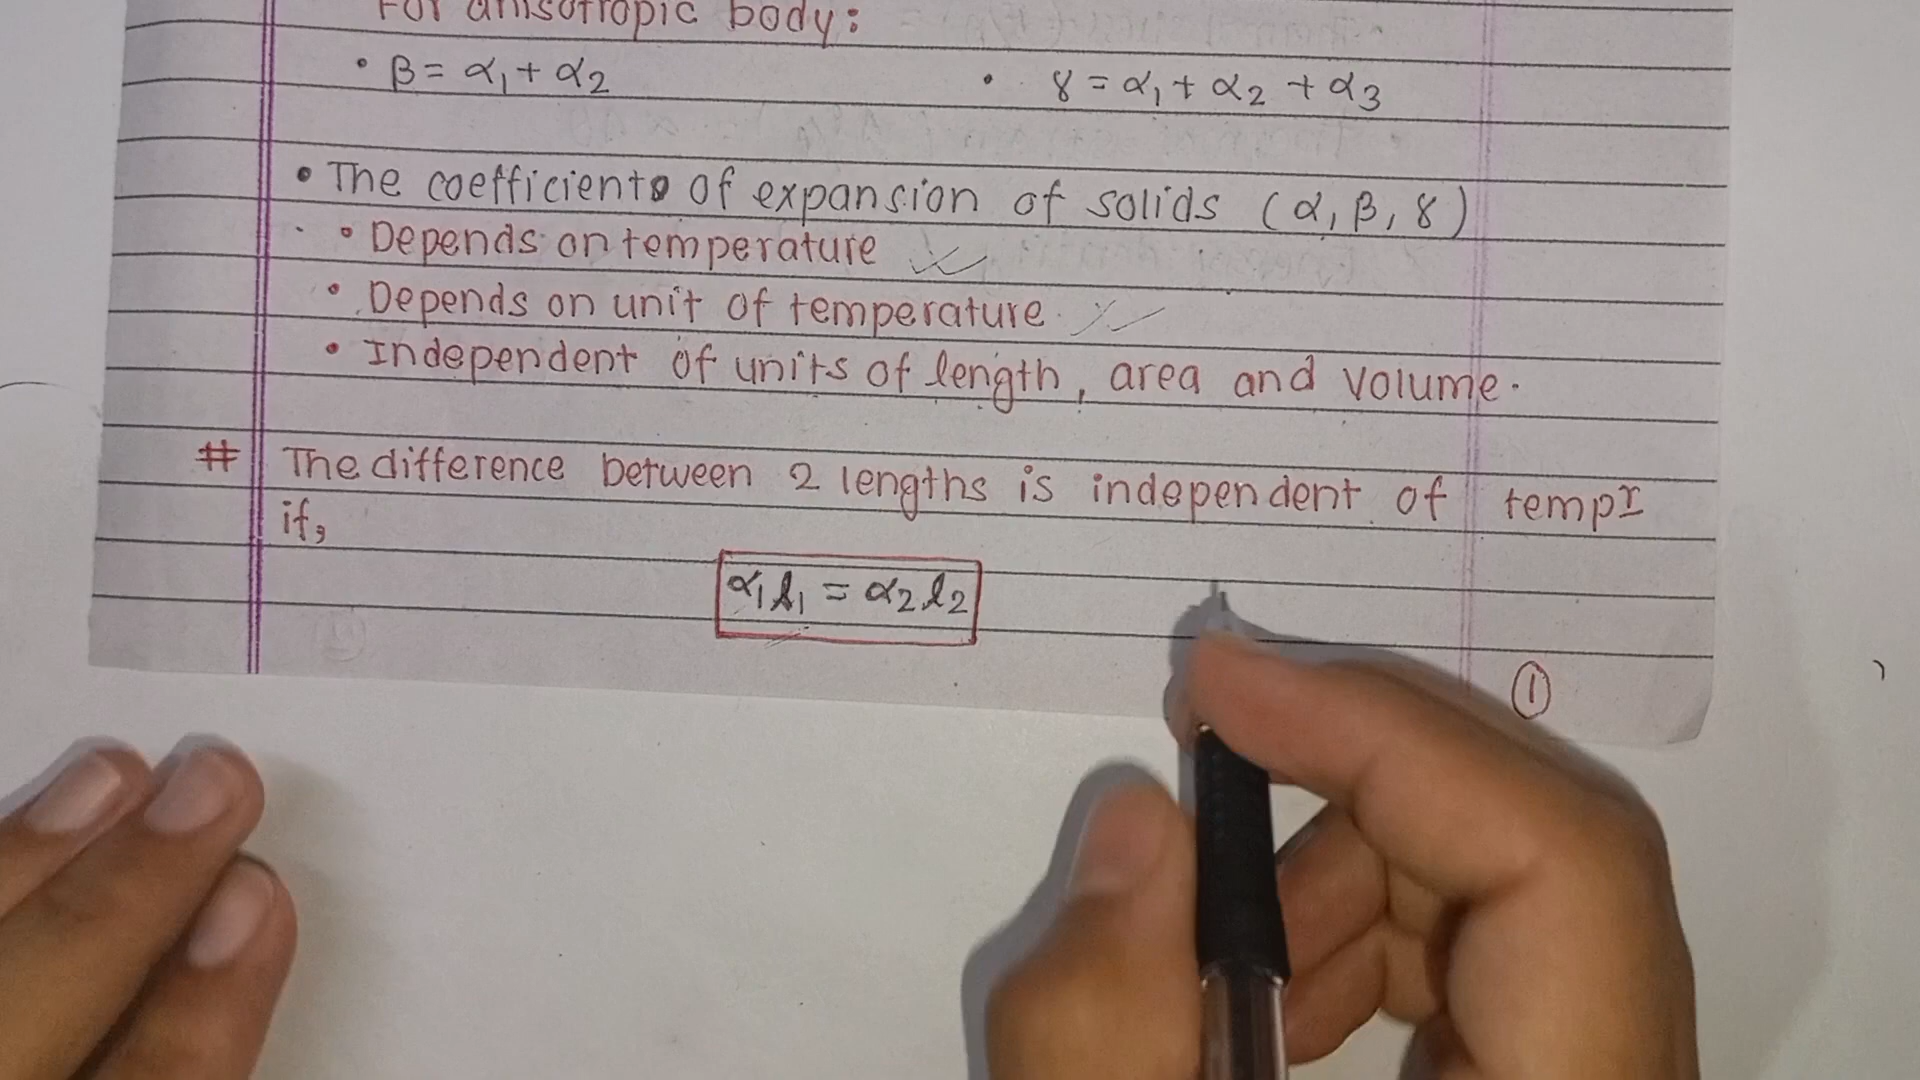 For anisotropic body:
• β = α₁ + α₂ • γ = α₁ + α₂ + α₃
• The coefficients of expansion of solids (α, β, γ)
• Depends on temperature
• Depends on unit of temperature
• Independent of units of length, area and volume.
# The difference between 2 lengths is independent of tempr
if,
α₁l₁ = α₂l₂
①